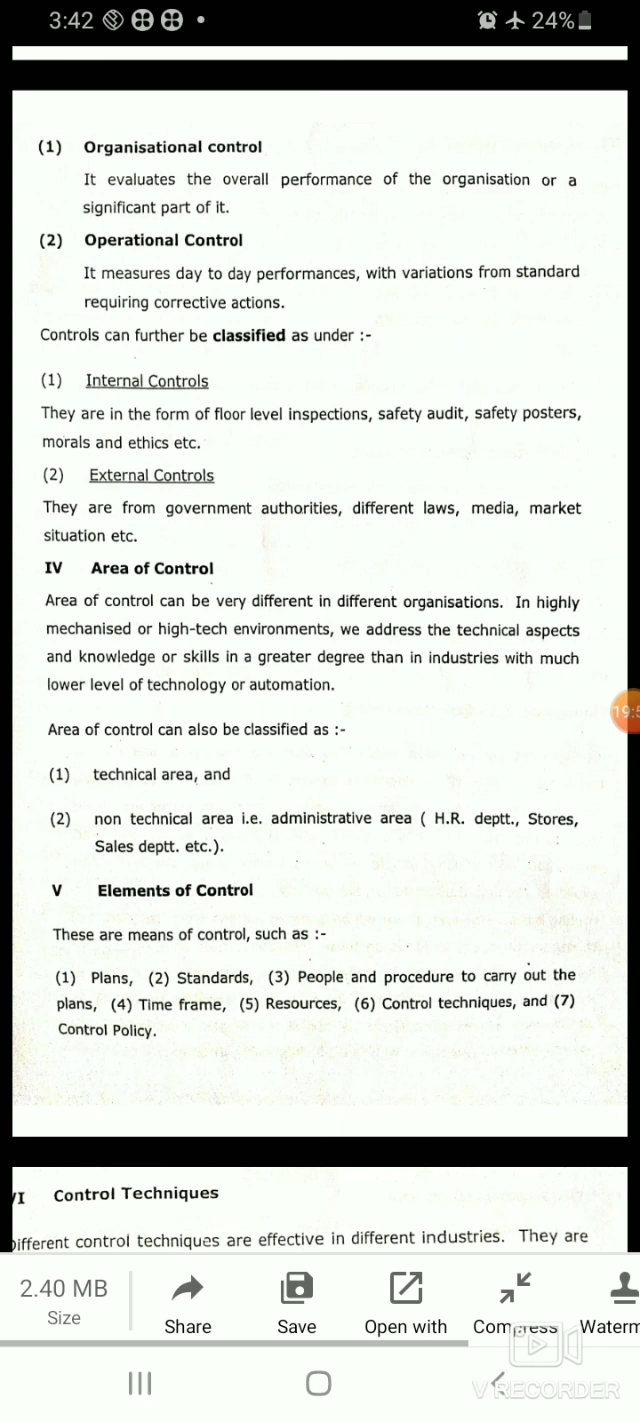 3:42
24%
(1) Organisational control
It evaluates the overall performance of the organisation or a
significant part of it.
(2) Operational Control
It measures day to day performances, with variations from standard
requiring corrective actions.
Controls can further be classified as under :-
(1) Internal Controls
They are in the form of floor level inspections, safety audit, safety posters,
morals and ethics etc.
(2) External Controls
They are from government authorities, different laws, media, market
situation etc.
IV Area of Control
Area of control can be very different in different organisations. In highly
mechanised or high-tech environments, we address the technical aspects
and knowledge or skills in a greater degree than in industries with much
lower level of technology or automation.
19:5
Area of control can also be classified as :-
(1) technical area, and
(2) non technical area i.e. administrative area ( H.R. deptt., Stores,
Sales deptt. etc.).
V Elements of Control
These are means of control, such as :-
(1) Plans, (2) Standards, (3) People and procedure to carry out the
plans, (4) Time frame, (5) Resources, (6) Control techniques, and (7)
Control Policy.
VI Control Techniques
Different control techniques are effective in different industries. They are
2.40 MB
Size
Share Save Open with Compress Waterm
V RECORDER